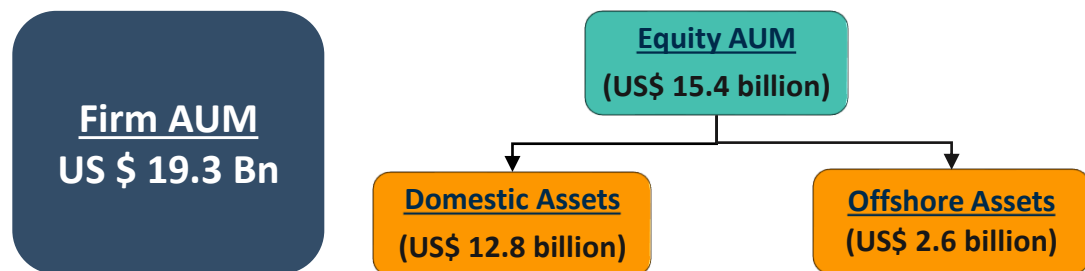 Firm AUM
US $ 19.3 Bn
Equity AUM
(US$ 15.4 billion)
Domestic Assets
(US$ 12.8 billion)
Offshore Assets
(US$ 2.6 billion)